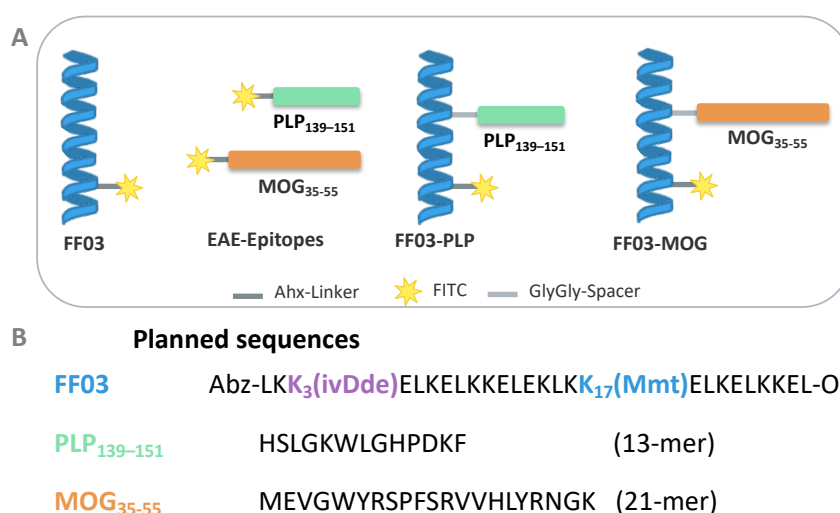 A
FF03
PLP139–151
MOG35-55
EAE-Epitopes
PLP139–151
FF03-PLP
MOG35-55
FF03-MOG
Ahx-Linker
FITC
GlyGly-Spacer
B
Planned sequences
FF03 Abz-LKK3(ivDde)ELKELKKELEKLKK17(Mmt)ELKELKKEL-O
PLP139–151 HSLGKWLGHPDKF (13-mer)
MOG35-55 MEVGWYRSPFSRVVHLYRNGK (21-mer)